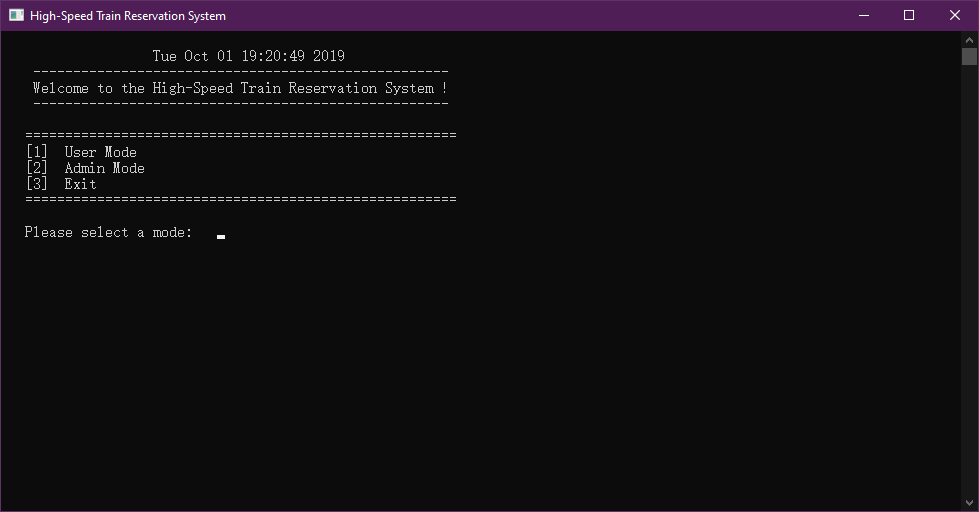 High-Speed Train Reservation System
Tue Oct 01 19:20:49 2019
----------------------------------------------------
Welcome to the High-Speed Train Reservation System !
----------------------------------------------------
======================================================
[1]  User Mode
[2]  Admin Mode
[3]  Exit
======================================================
Please select a mode: